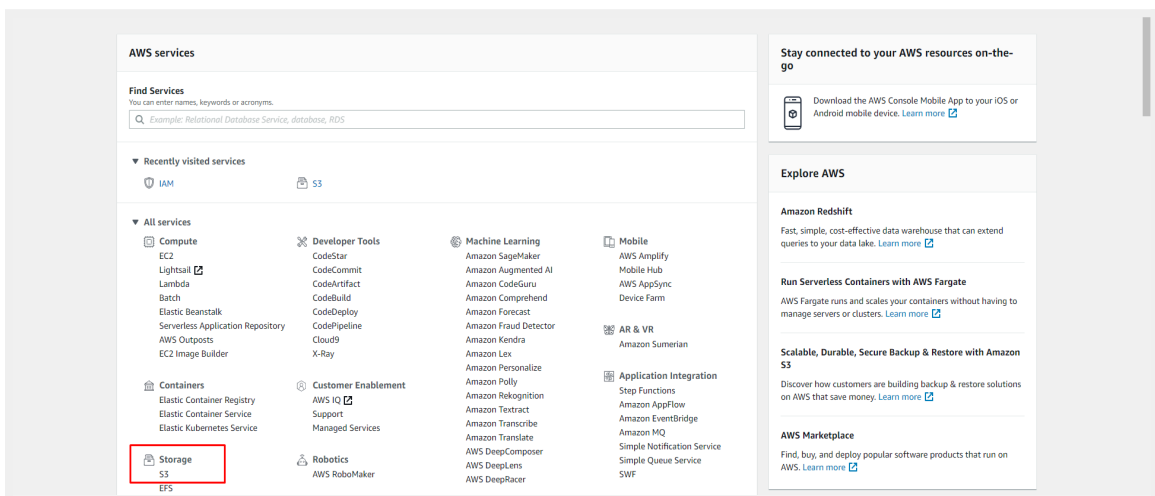 AWS services
Find Services
You can enter names, keywords or acronyms.
Example: Relational Database Service, database, RDS
Recently visited services
IAM
S3
All services
Compute
EC2
Lightsail
Lambda
Batch
Elastic Beanstalk
Serverless Application Repository
AWS Outposts
EC2 Image Builder
Containers
Elastic Container Registry
Elastic Container Service
Elastic Kubernetes Service
Storage
S3
EFS
Developer Tools
CodeStar
CodeCommit
CodeArtifact
CodeBuild
CodeDeploy
CodePipeline
Cloud9
X-Ray
Customer Enablement
AWS IQ
Support
Managed Services
Robotics
AWS RoboMaker
Machine Learning
Amazon SageMaker
Amazon Augmented AI
Amazon CodeGuru
Amazon Comprehend
Amazon Forecast
Amazon Fraud Detector
Amazon Kendra
Amazon Lex
Amazon Personalize
Amazon Polly
Amazon Rekognition
Amazon Textract
Amazon Transcribe
Amazon Translate
AWS DeepComposer
AWS DeepLens
AWS DeepRacer
Mobile
AWS Amplify
Mobile Hub
AWS AppSync
Device Farm
AR & VR
Amazon Sumerian
Application Integration
Step Functions
Amazon AppFlow
Amazon EventBridge
Amazon MQ
Simple Notification Service
Simple Queue Service
SWF
Stay connected to your AWS resources on-the-
go
Download the AWS Console Mobile App to your iOS or
Android mobile device. Learn more
Explore AWS
Amazon Redshift
Fast, simple, cost-effective data warehouse that can extend
queries to your data lake. Learn more
Run Serverless Containers with AWS Fargate
AWS Fargate runs and scales your containers without having to
manage servers or clusters. Learn more
Scalable, Durable, Secure Backup & Restore with Amazon
S3
Discover how customers are building backup & restore solutions
on AWS that save money. Learn more
AWS Marketplace
Find, buy, and deploy popular software products that run on
AWS. Learn more